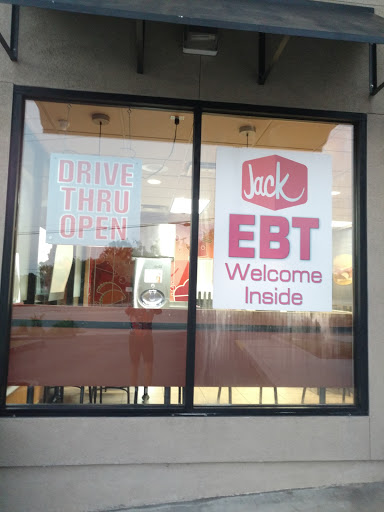 DRIVE
THRU
OPEN
Jack
EBT
Welcome
Inside